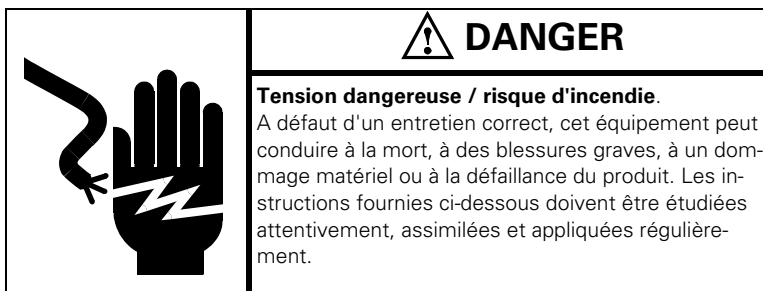 DANGER
Tension dangereuse / risque d'incendie.
A défaut d'un entretien correct, cet équipement peut
conduire à la mort, à des blessures graves, à un dom-
mage matériel ou à la défaillance du produit. Les in-
structions fournies ci-dessous doivent être étudiées
attentivement, assimilées et appliquées régulière-
ment.